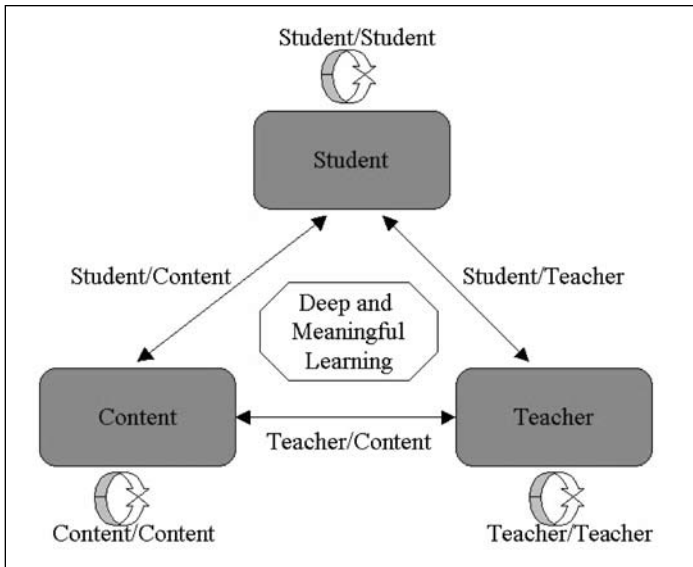 Student/Student
Student
Student/Content
Student/Teacher
Deep and
Meaningful
Learning
Content
Teacher
Teacher/Content
Content/Content
Teacher/Teacher